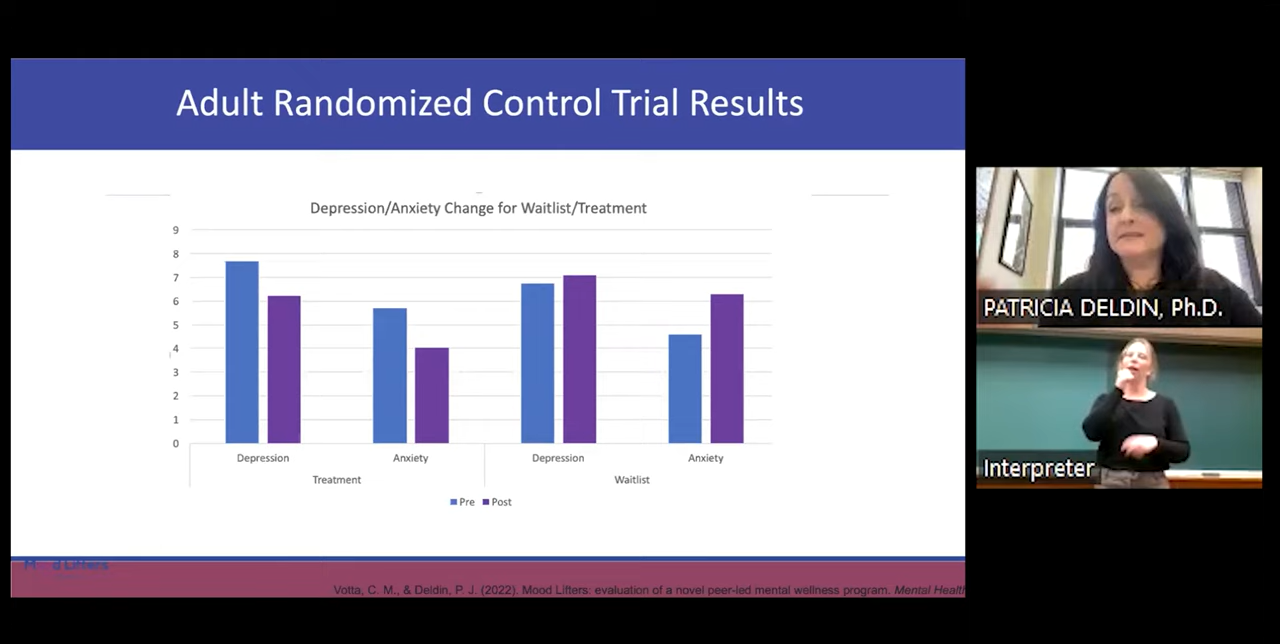 Adult Randomized Control Trial Results
Depression/Anxiety Change for Waitlist/Treatment
9
8
7
6
5
4
3
2
1
0
Depression
Anxiety
Depression
Anxiety
Treatment
Waitlist
Pre
Post
Mood Lifters
Votta, C. M., & Deldin, P. J. (2022). Mood Lifters: evaluation of a novel peer-led mental wellness program. Mental Health
PATRICIA DELDIN, Ph.D.
Interpreter